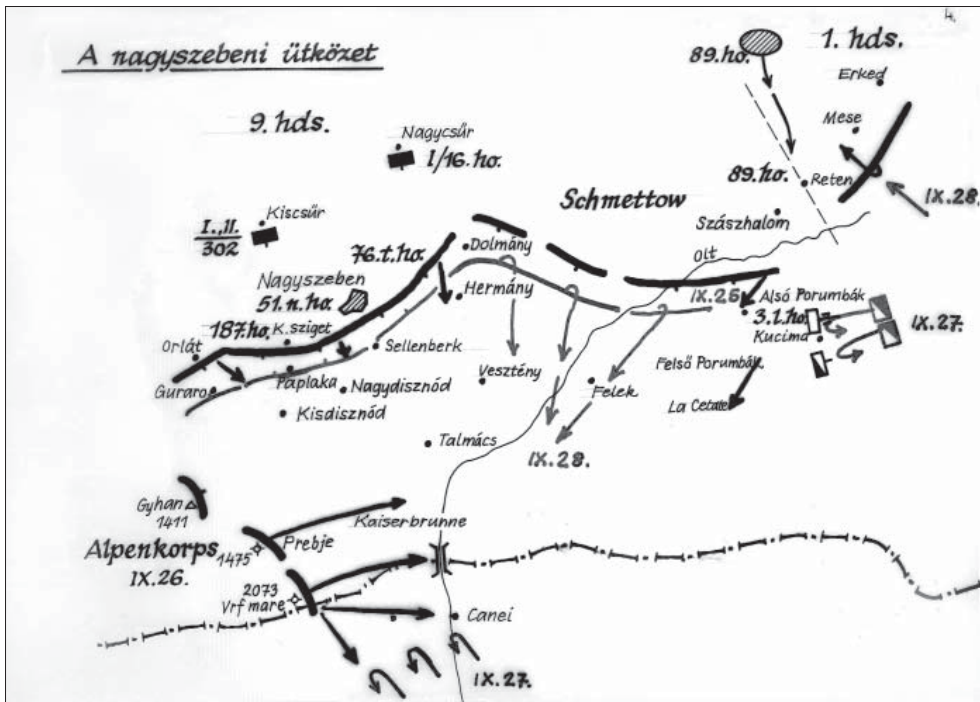 4.
A nagyszebeni ütközet
89.ho.
1. hds.
Erked
9. hds.
Mese
Nagycsűr
I/16.ho.
89.ho.
Reten
IX.28.
Schmettow
Kiscsűr
Szászhalom
I.,II.
302
76.t.ho.
Dolmány
Olt
Nagyszeben
51.n.ho.
Hermány
IX.26.
Alsó Porumbák
187.ho.
K.sziget
3.l.ho.
Kucima
IX.27.
Orlát
Sellenberk
Felső Porumbák
Guraro
Paplaka
Nagydisznód
Vesztény
Felek
La Cetate
Kisdisznód
Talmács
IX.28.
Gyhan
1411
Kaiserbrunne
Prebje
Alpenkorps
1475
IX.26.
2073
Vrf mare
Canei
IX.27.